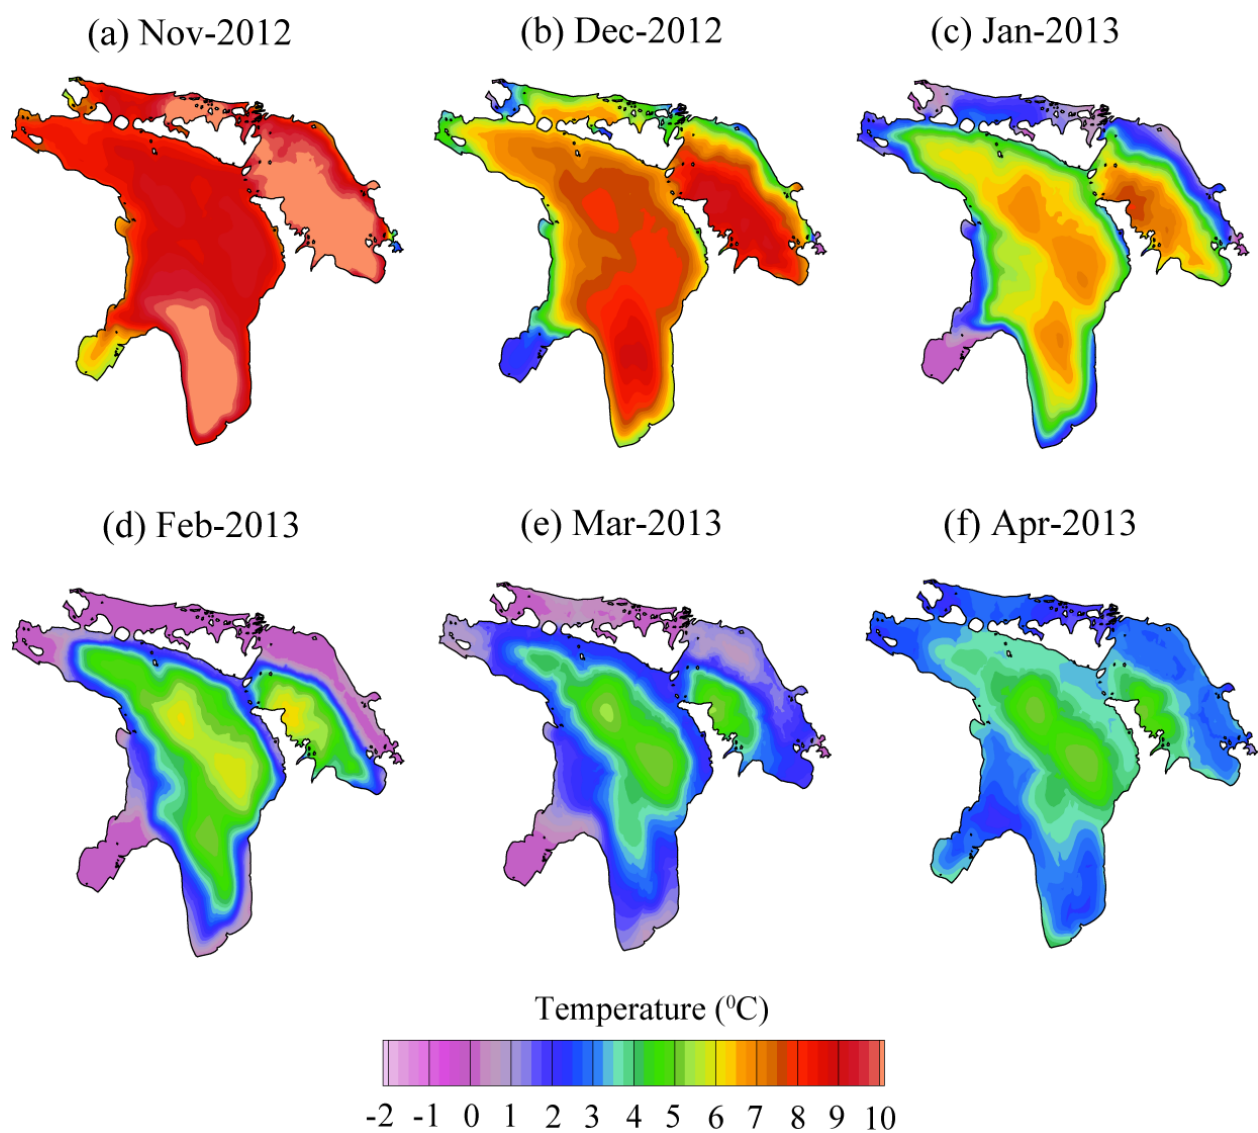 (a) Nov-2012
(b) Dec-2012
(c) Jan-2013
(d) Feb-2013
(e) Mar-2013
(f) Apr-2013
Temperature (⁰C)
-2 -1 0 1 2 3 4 5 6 7 8 9 10